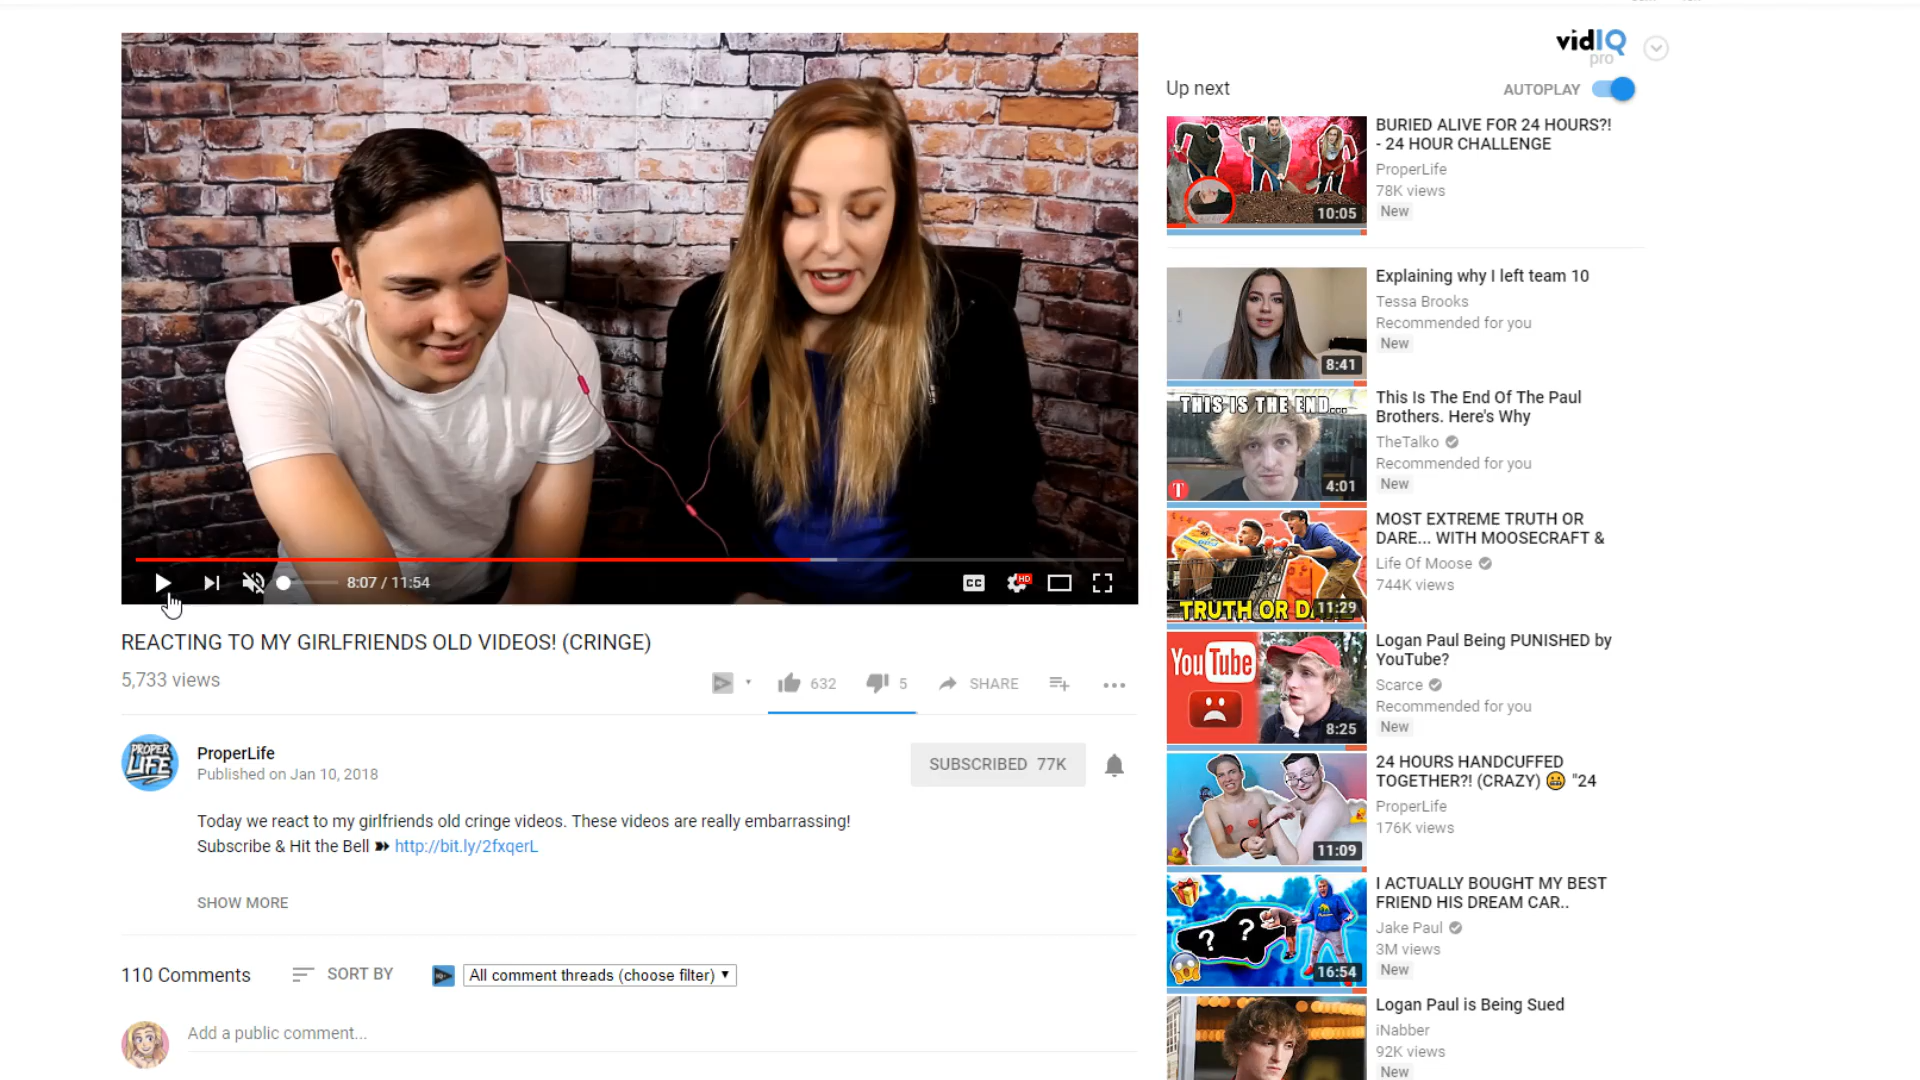 vidIQ
pro
Up next
AUTOPLAY
BURIED ALIVE FOR 24 HOURS?!
- 24 HOUR CHALLENGE
ProperLife
78K views
New
10:05
Explaining why I left team 10
Tessa Brooks
Recommended for you
New
8:41
THIS IS THE END...
T
4:01
This Is The End Of The Paul
Brothers. Here's Why
TheTalko
Recommended for you
New
MOST EXTREME TRUTH OR
DARE... WITH MOOSECRAFT &
Life Of Moose
744K views
TRUTH OR D
11:29
YouTube
8:25
Logan Paul Being PUNISHED by
YouTube?
Scarce
Recommended for you
New
24 HOURS HANDCUFFED
TOGETHER?! (CRAZY) 😬 "24
ProperLife
176K views
11:09
I ACTUALLY BOUGHT MY BEST
FRIEND HIS DREAM CAR..
Jake Paul
3M views
New
? ?
16:54
Logan Paul is Being Sued
iNabber
92K views
New
8:07 / 11:54
CC
HD
REACTING TO MY GIRLFRIENDS OLD VIDEOS! (CRINGE)
5,733 views
632
5
SHARE
PROPER
LIFE
ProperLife
Published on Jan 10, 2018
SUBSCRIBED 77K
Today we react to my girlfriends old cringe videos. These videos are really embarrassing!
Subscribe & Hit the Bell ➽ http://bit.ly/2fxqerL
SHOW MORE
110 Comments
SORT BY
All comment threads (choose filter)
Add a public comment...